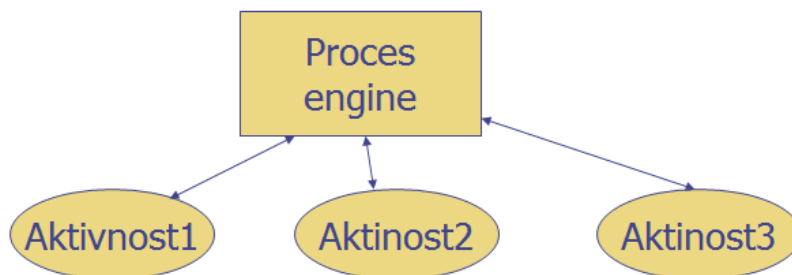 Proces
engine
Aktivnost1
Aktinost2
Aktinost3